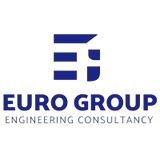 EURO GROUP
ENGINEERING CONSULTANCY